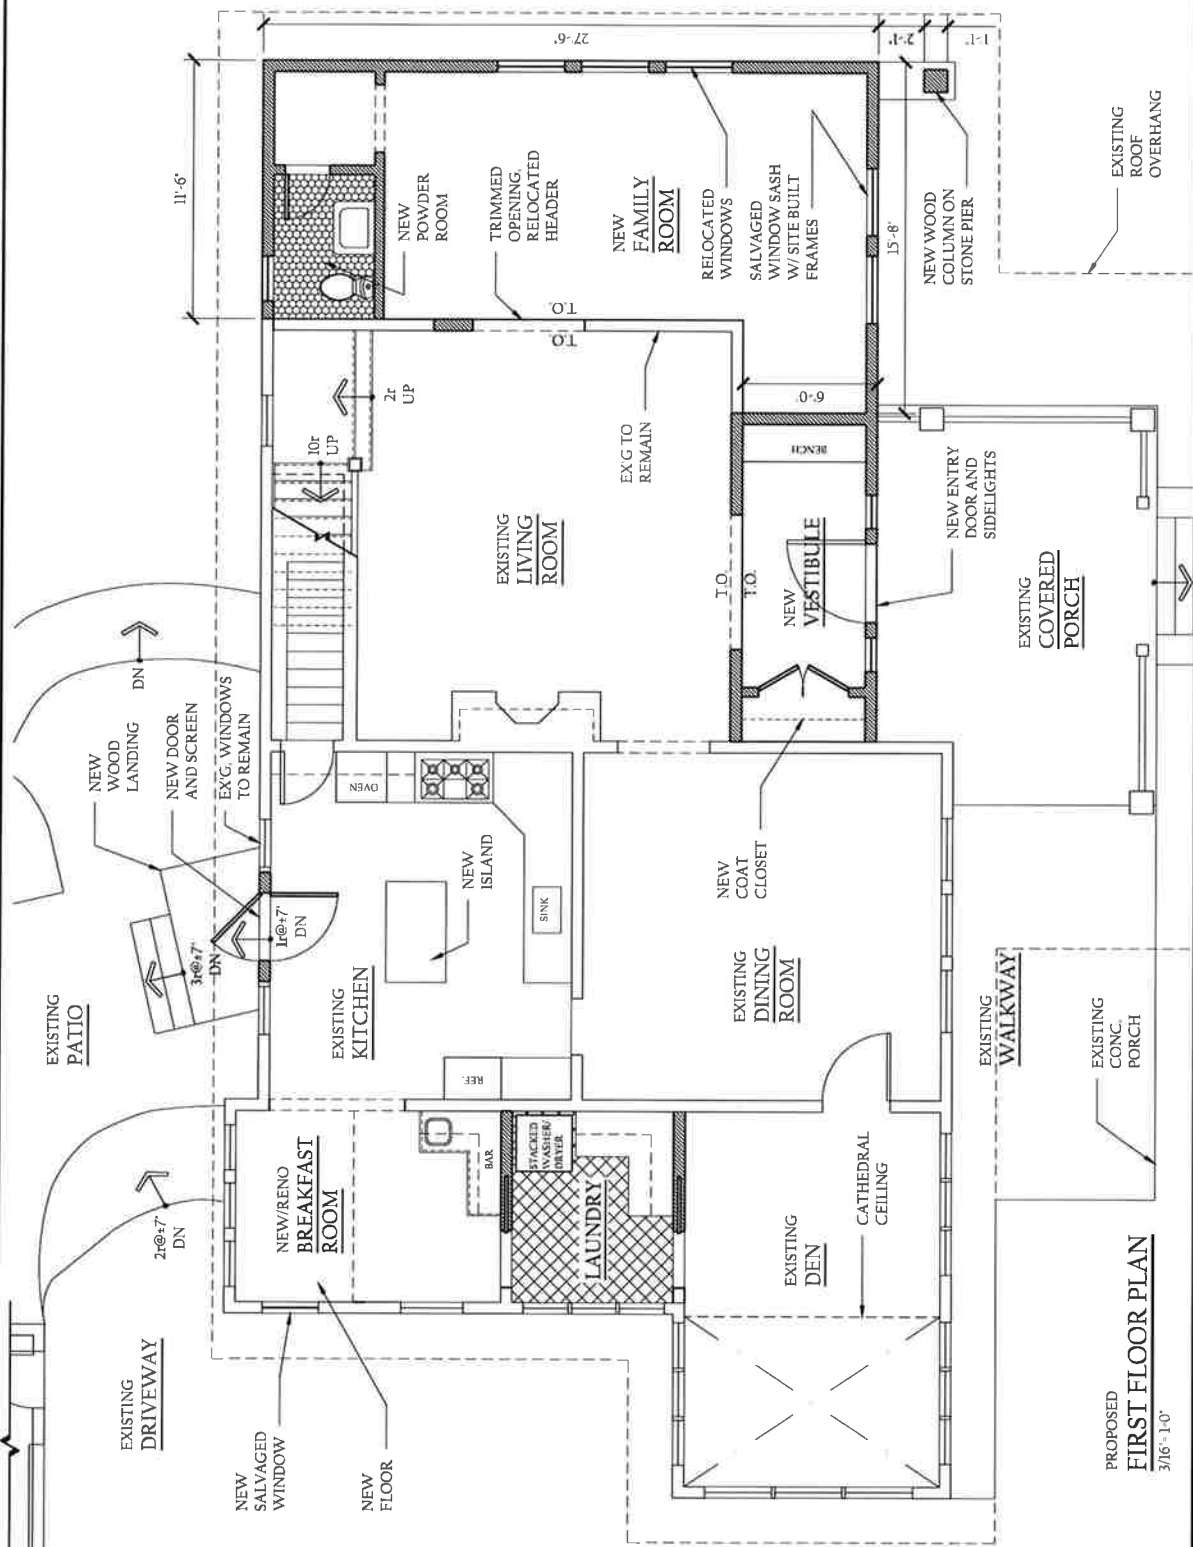 EXISTING
DRIVEWAY
2r@±7"
DN
EXISTING
PATIO
3r@±7"
DN
1r@±7"
DN
NEW
WOOD
LANDING
NEW DOOR
AND SCREEN
EX'G. WINDOWS
TO REMAIN
DN
11'-6"
27'-6"
2'-1"
1'-1"
NEW
SALVAGED
WINDOW
NEW
FLOOR
NEW/RENO
BREAKFAST
ROOM
BAR
EXISTING
KITCHEN
REF.
NEW
ISLAND
SINK
OVEN
10r
UP
2r
UP
NEW
POWDER
ROOM
TRIMMED
OPENING,
RELOCATED
HEADER
T.O.
T.O.
EXISTING
LIVING
ROOM
EX'G TO
REMAIN
NEW
FAMILY
ROOM
RELOCATED
WINDOWS
SALVAGED
WINDOW SASH
W/ SITE BUILT
FRAMES
STACKED
WASHER/
DRYER
LAUNDRY
EXISTING
DINING
ROOM
NEW
COAT
CLOSET
T.O.
T.O.
NEW
VESTIBULE
BENCH
6'-0"
15'-8"
EXISTING
DEN
CATHEDRAL
CEILING
EXISTING
WALKWAY
NEW ENTRY
DOOR AND
SIDELIGHTS
NEW WOOD
COLUMN ON
STONE PIER
EXISTING
COVERED
PORCH
EXISTING
CONC.
PORCH
EXISTING
ROOF
OVERHANG
PROPOSED
FIRST FLOOR PLAN
3/16" = 1'-0"